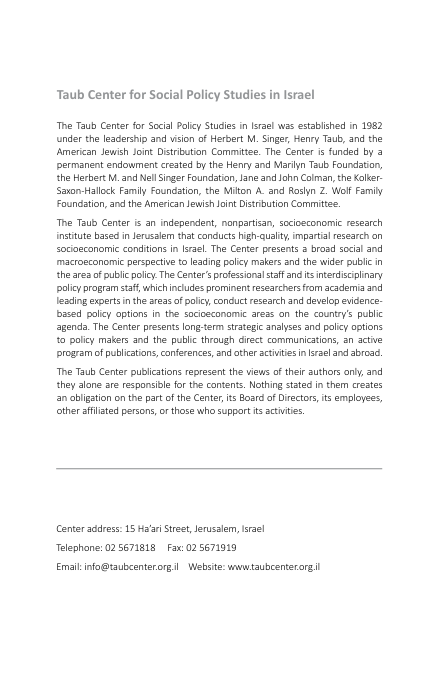 Taub Center for Social Policy Studies in Israel
The Taub Center for Social Policy Studies in Israel was established in 1982
under the leadership and vision of Herbert M. Singer, Henry Taub, and the
American Jewish Joint Distribution Committee. The Center is funded by a
permanent endowment created by the Henry and Marilyn Taub Foundation,
the Herbert M. and Nell Singer Foundation, Jane and John Colman, the Kolker-
Saxon-Hallock Family Foundation, the Milton A. and Roslyn Z. Wolf Family
Foundation, and the American Jewish Joint Distribution Committee.
The Taub Center is an independent, nonpartisan, socioeconomic research
institute based in Jerusalem that conducts high-quality, impartial research on
socioeconomic conditions in Israel. The Center presents a broad social and
macroeconomic perspective to leading policy makers and the wider public in
the area of public policy. The Center’s professional staff and its interdisciplinary
policy program staff, which includes prominent researchers from academia and
leading experts in the areas of policy, conduct research and develop evidence-
based policy options in the socioeconomic areas on the country’s public
agenda. The Center presents long-term strategic analyses and policy options
to policy makers and the public through direct communications, an active
program of publications, conferences, and other activities in Israel and abroad.
The Taub Center publications represent the views of their authors only, and
they alone are responsible for the contents. Nothing stated in them creates
an obligation on the part of the Center, its Board of Directors, its employees,
other affiliated persons, or those who support its activities.
Center address: 15 Ha’ari Street, Jerusalem, Israel
Telephone: 02 5671818 Fax: 02 5671919
Email: info@taubcenter.org.il Website: www.taubcenter.org.il